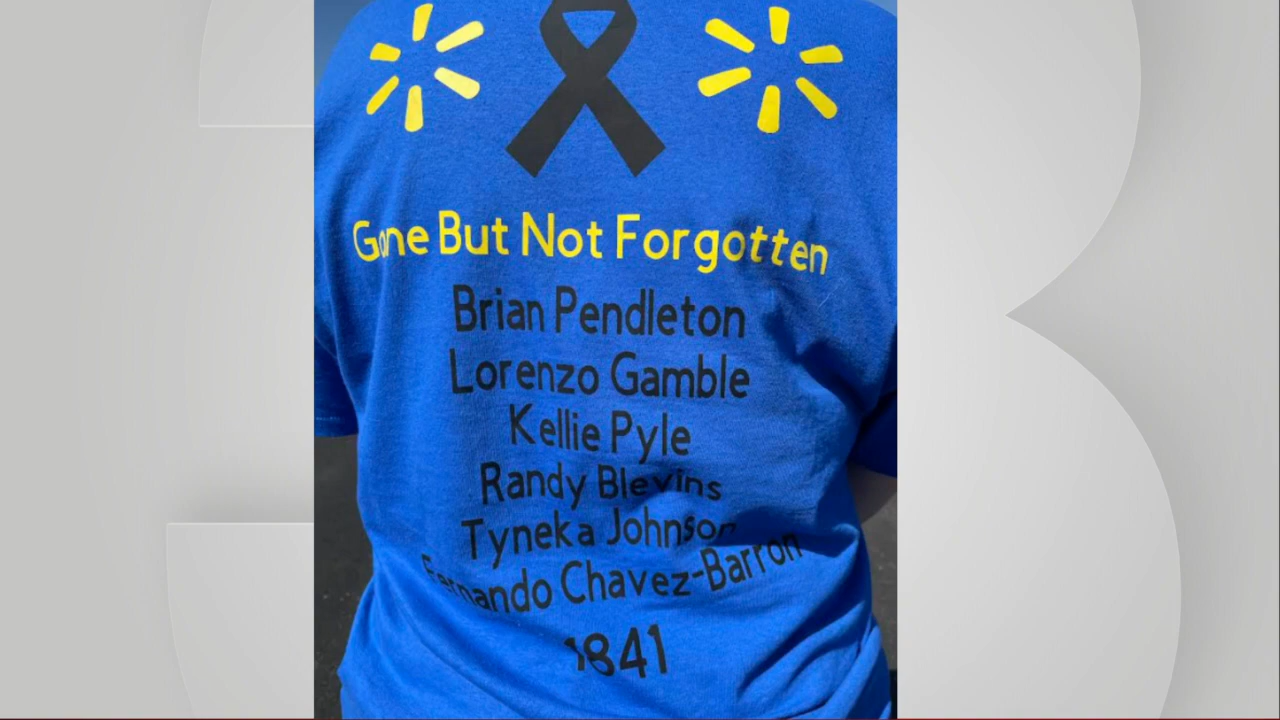 Gone But Not Forgotten
Brian Pendleton
Lorenzo Gamble
Kellie Pyle
Randy Blevins
Tyneka Johnson
Fernando Chavez-Barron
1841